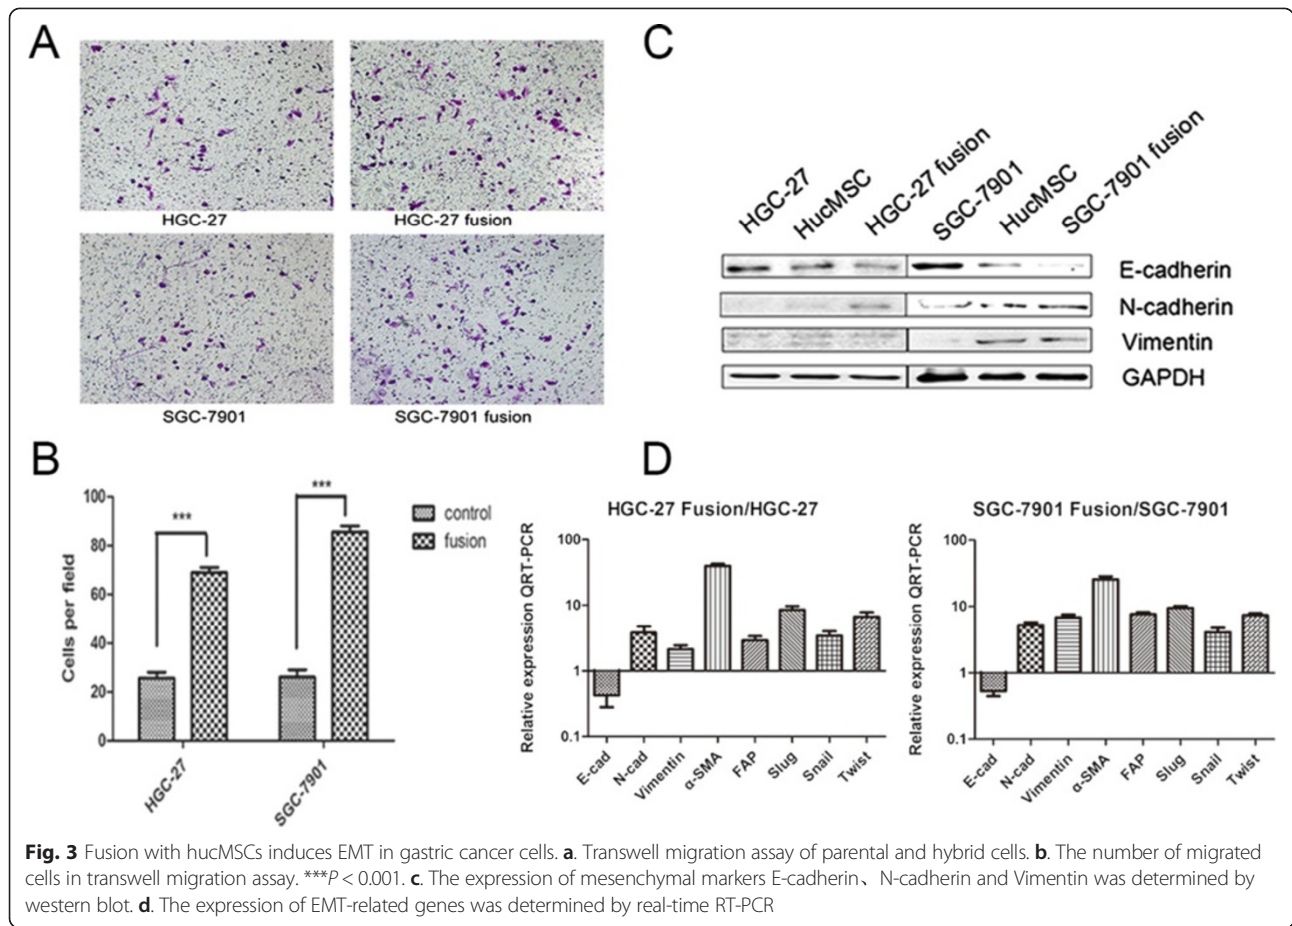 A
HGC-27
HGC-27 fusion
SGC-7901
SGC-7901 fusion
B
Cells per field
100
80
60
40
20
0
***
***
control
fusion
HGC-27
SGC-7901
C
HGC-27
HucMSC
HGC-27 fusion
SGC-7901
HucMSC
SGC-7901 fusion
E-cadherin
N-cadherin
Vimentin
GAPDH
D
HGC-27 Fusion/HGC-27
Relative expression QRT-PCR
100
10
1
0.1
E-cad
N-cad
Vimentin
α-SMA
FAP
Slug
Snail
Twist
SGC-7901 Fusion/SGC-7901
Relative expression QRT-PCR
100
10
1
0.1
E-cad
N-cad
Vimentin
α-SMA
FAP
Slug
Snail
Twist
Fig. 3 Fusion with hucMSCs induces EMT in gastric cancer cells. a. Transwell migration assay of parental and hybrid cells. b. The number of migrated
cells in transwell migration assay. ***P < 0.001. c. The expression of mesenchymal markers E-cadherin、N-cadherin and Vimentin was determined by
western blot. d. The expression of EMT-related genes was determined by real-time RT-PCR